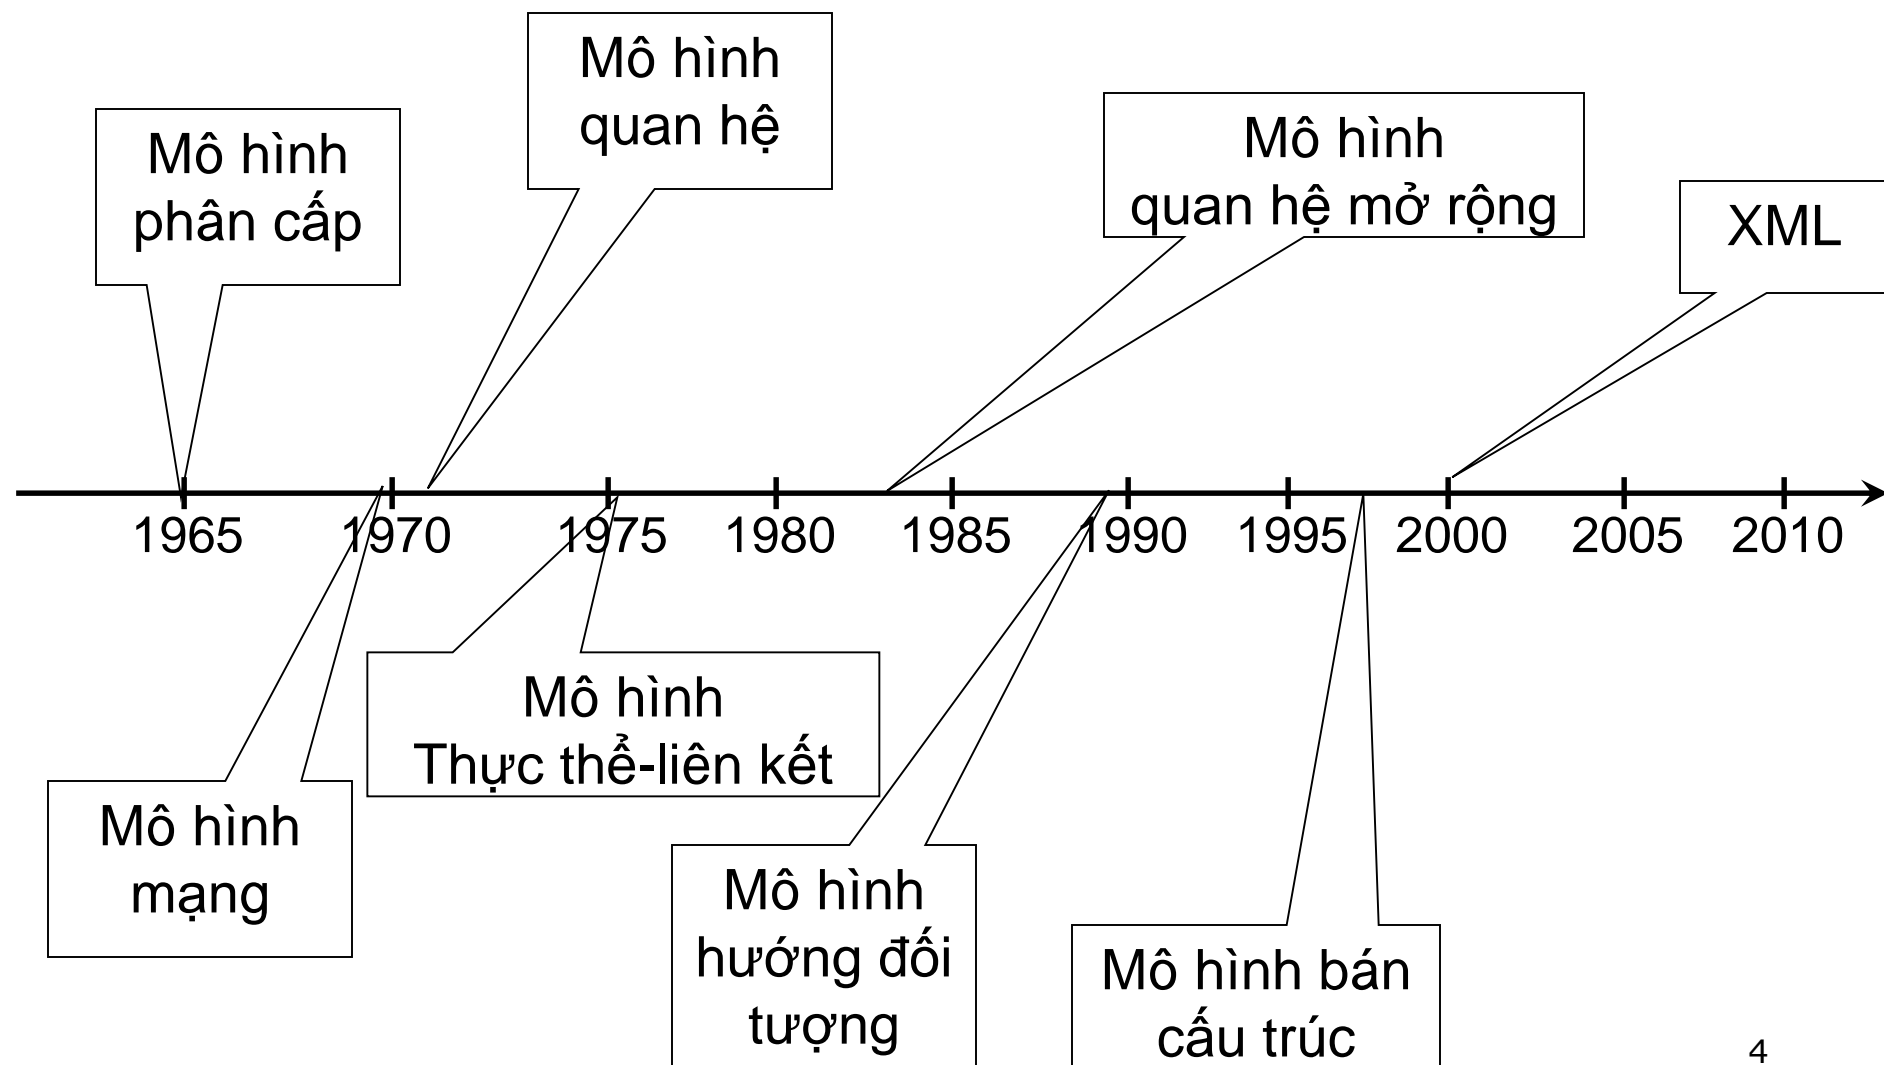 Mô hình
quan hệ
Mô hình
phân cấp
Mô hình
quan hệ mở rộng
XML
1965 1970 1975 1980 1985 1990 1995 2000 2005 2010
Mô hình
Thực thể-liên kết
Mô hình
mạng
Mô hình
hướng đối
tượng
Mô hình bán
cấu trúc
4